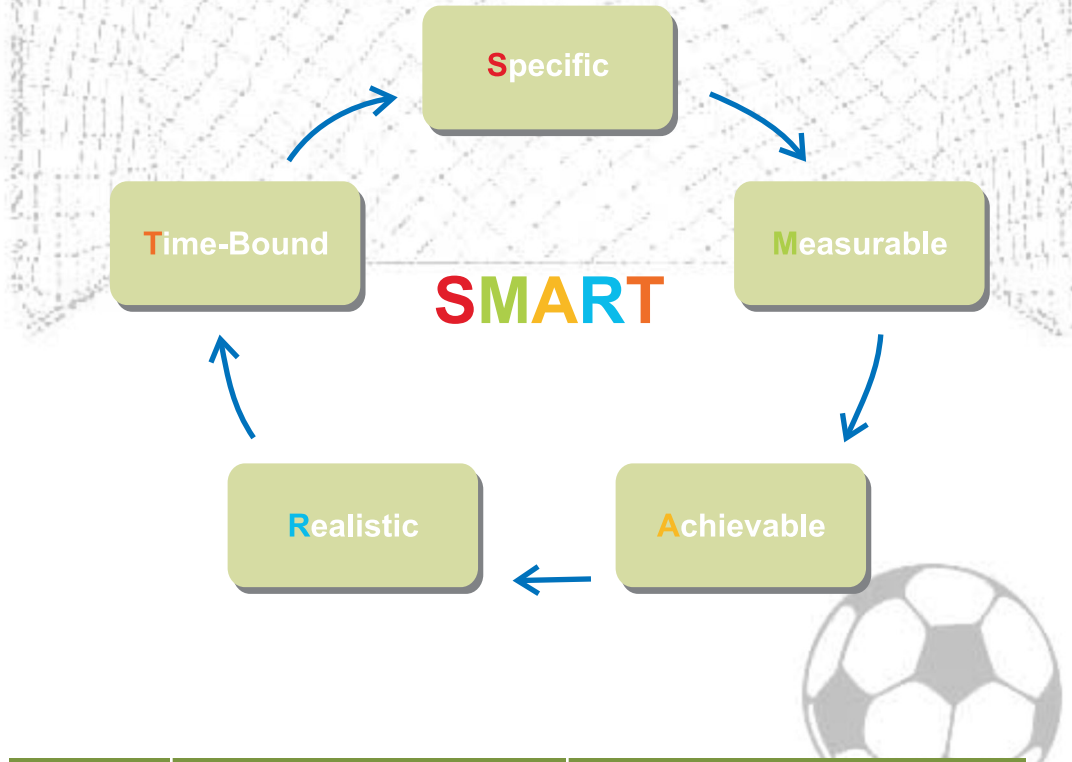 Specific
Measurable
Achievable
Realistic
Time-Bound
SMART